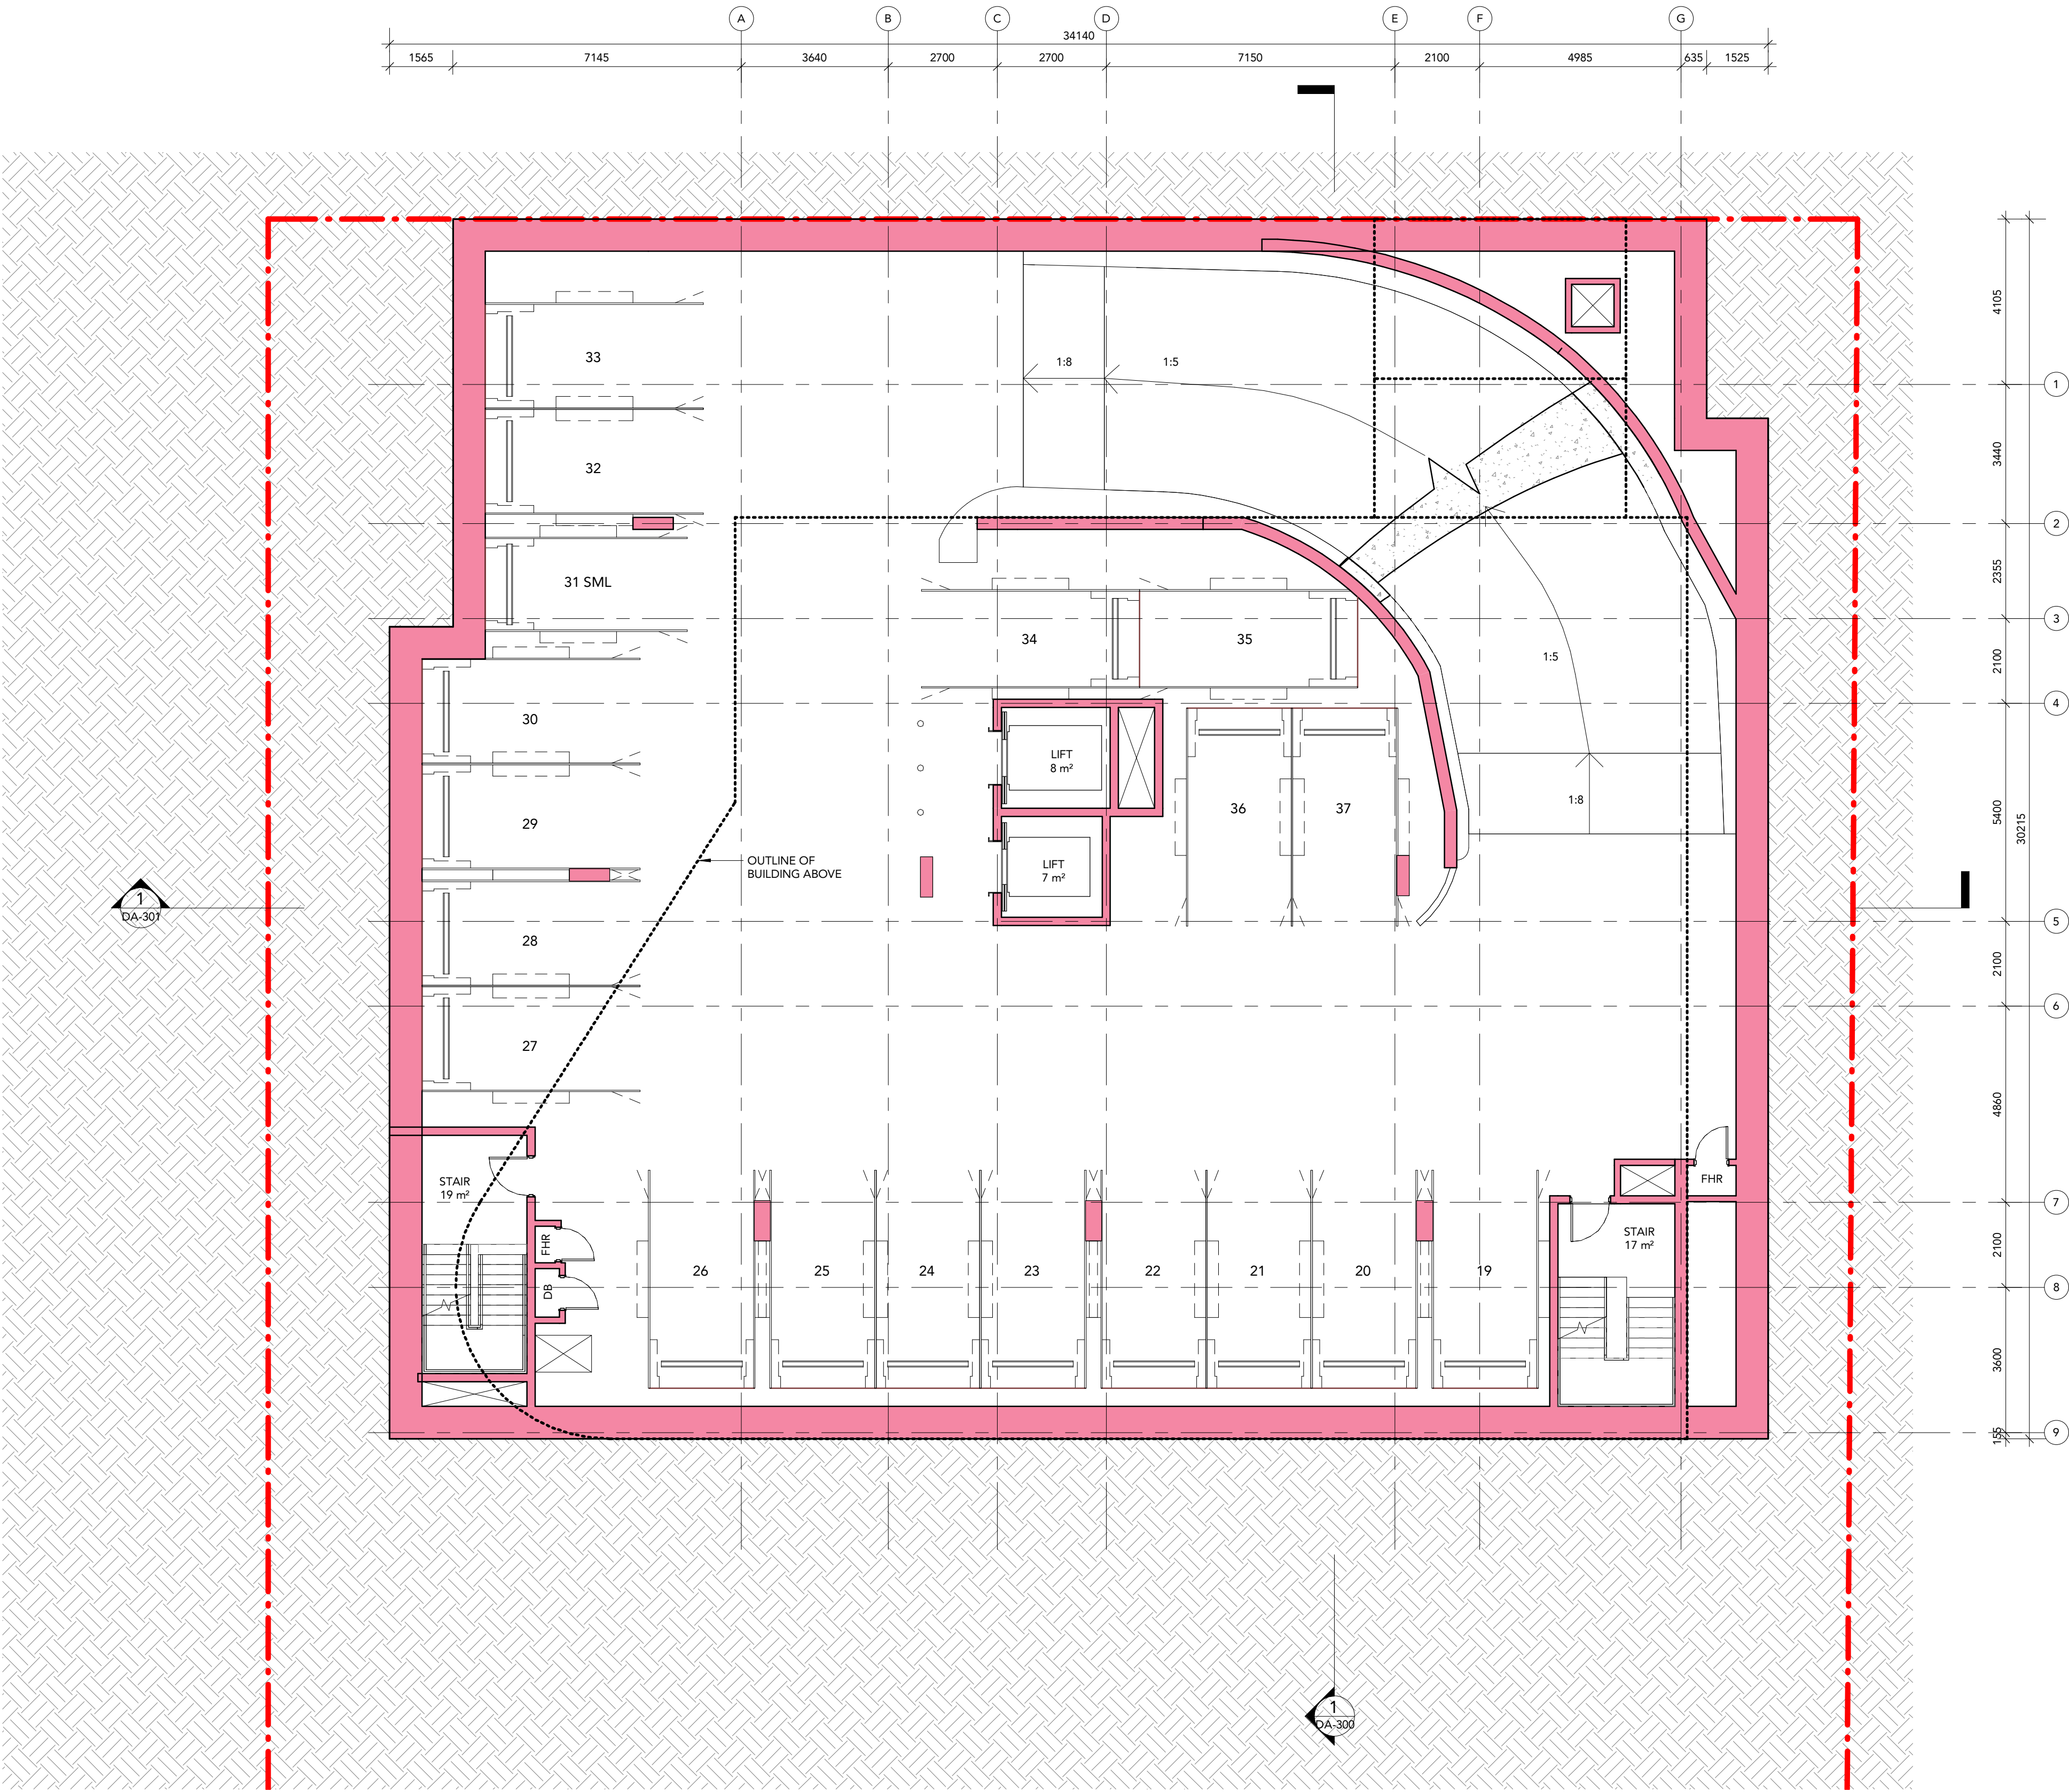 A B C D E F G
34140
1565 7145 3640 2700 2700 7150 2100 4985 635 1525
4105
33
1:8 1:5
1
32
3440
2
31 SML
2355
3
34 35
1:5
2100
30
4
LIFT
8 m²
36 37
1:8
29
5400
30215
OUTLINE OF
BUILDING ABOVE
LIFT
7 m²
1
DA-301
5
28
2100
6
27
4860
STAIR
19 m²
FHR
7
FHR
STAIR
17 m²
2100
26 25 24 23 22 21 20 19
DB
8
3600
155
9
1
DA-300